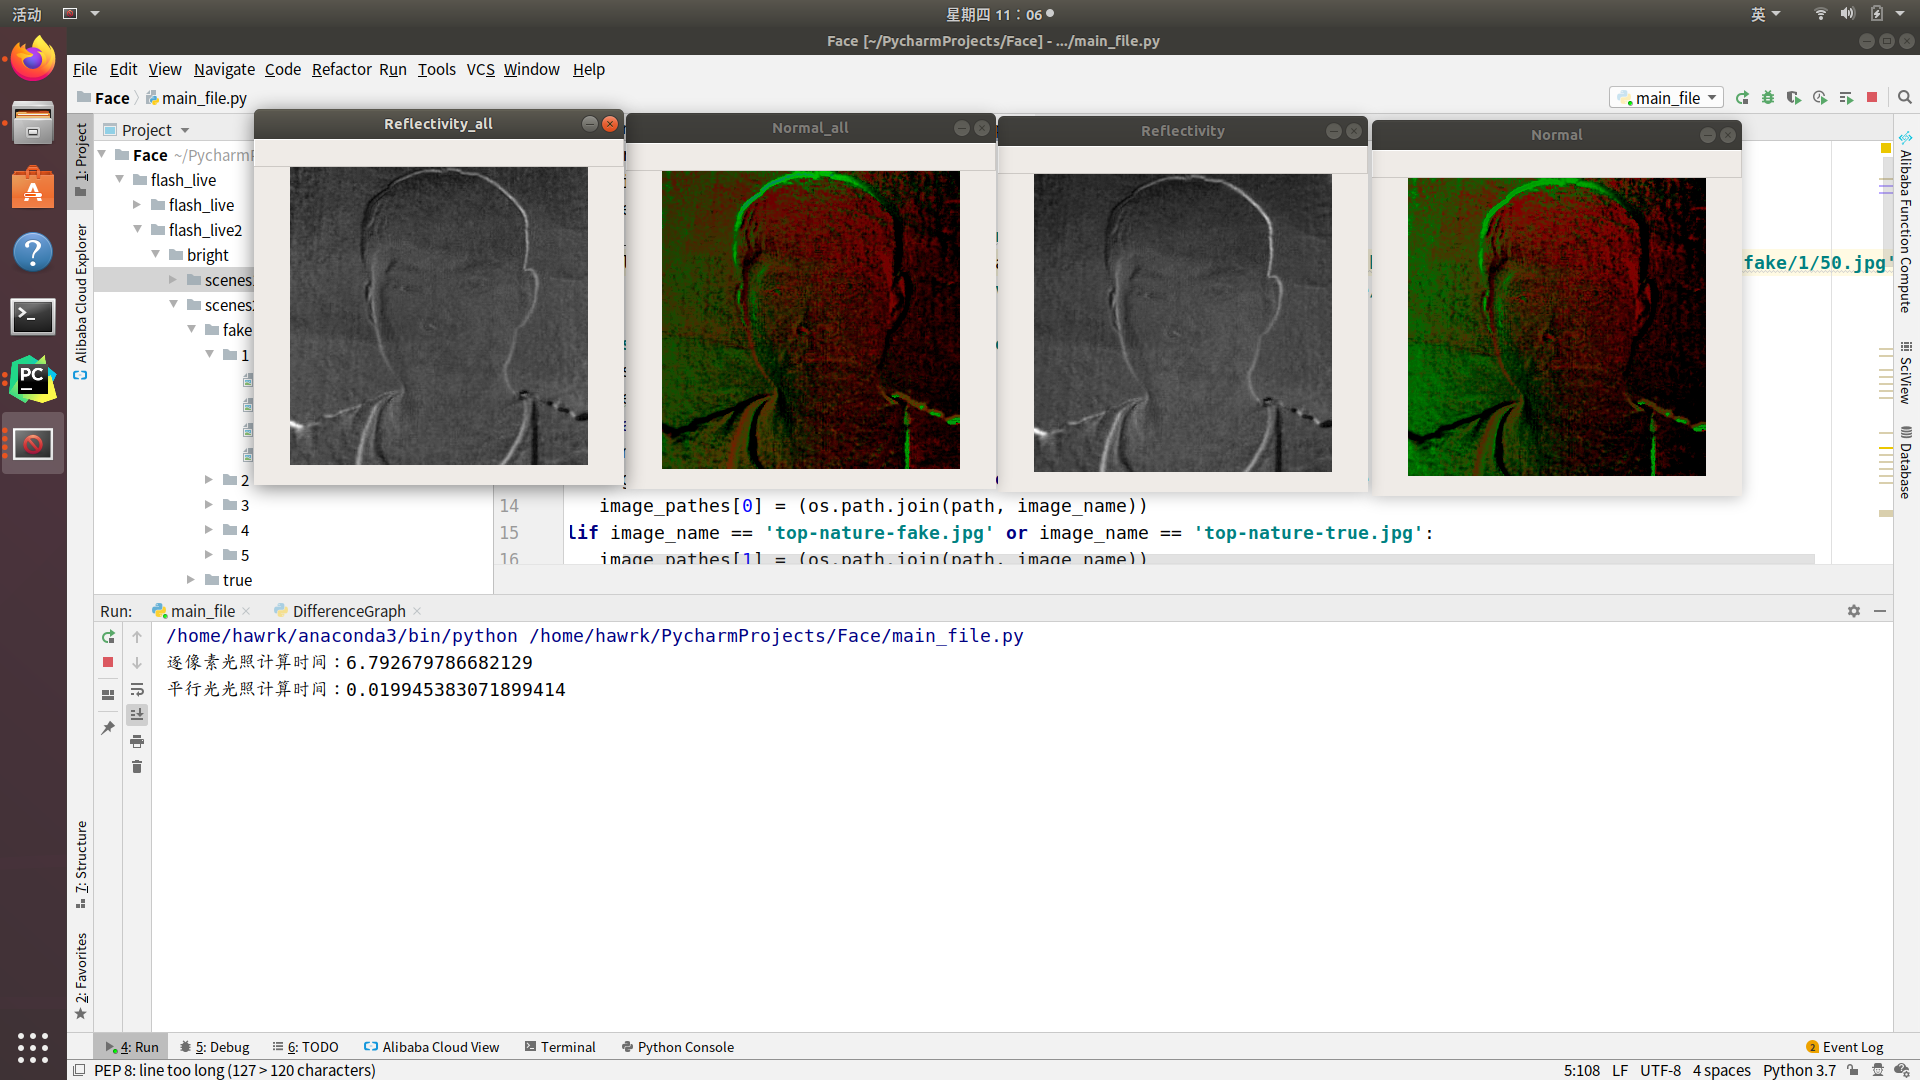 活动
星期四 11：06
英
Face [~/PycharmProjects/Face] - .../main_file.py
File Edit View Navigate Code Refactor Run Tools VCS Window Help
Face main_file.py
main_file
1: Project
Alibaba Cloud Explorer
7: Structure
2: Favorites
Project
Face ~/Pycharm
flash_live
flash_live
flash_live2
bright
scenes
scenes
fake
1
2
3
4
5
true
Reflectivity_all
Normal_all
Reflectivity
Normal
fake/1/50.jpg'
14 image_pathes[0] = (os.path.join(path, image_name))
15 lif image_name == 'top-nature-fake.jpg' or image_name == 'top-nature-true.jpg':
16 image_pathes[1] = (os.path.join(path, image_name))
Alibaba Function Compute
SciView
Database
Run: main_file DifferenceGraph
/home/hawrk/anaconda3/bin/python /home/hawrk/PycharmProjects/Face/main_file.py
逐像素光照计算时间：6.792679786682129
平行光光照计算时间：0.019945383071899414
4: Run 5: Debug 6: TODO Alibaba Cloud View Terminal Python Console
2 Event Log
PEP 8: line too long (127 > 120 characters)
5:108 LF UTF-8 4 spaces Python 3.7